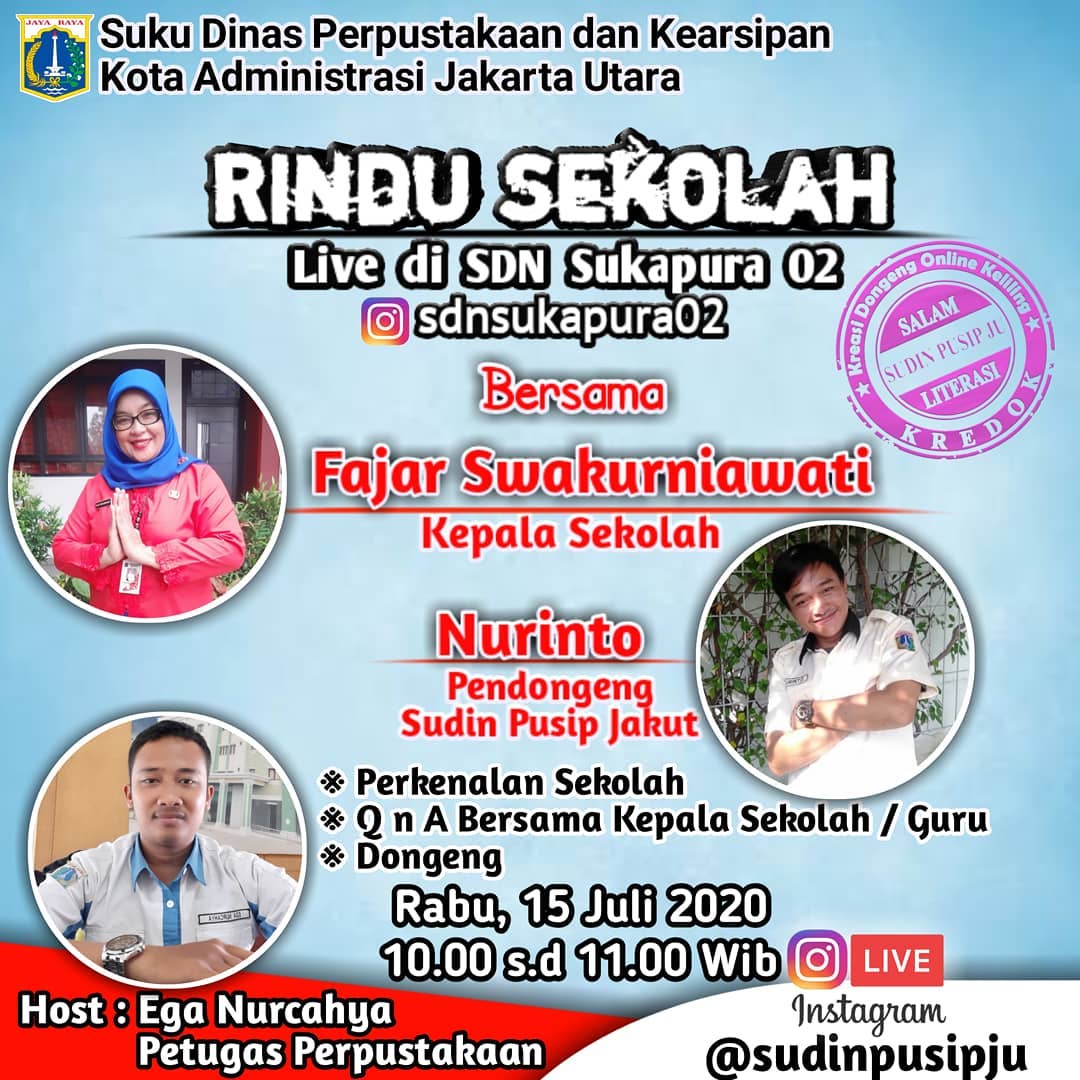 JAYA RAYA
Suku Dinas Perpustakaan dan Kearsipan
Kota Administrasi Jakarta Utara
RINDU SEKOLAH
Live di SDN Sukapura 02
sdnsukapura02
Kreasi Dongeng Online Keliling
SALAM
SUDIN PUSIP JU
LITERASI
KREDOK
Bersama
Fajar Swakurniawati
Kepala Sekolah
Nurinto
Pendongeng
Sudin Pusip Jakut
※ Perkenalan Sekolah
※ Q n A Bersama Kepala Sekolah / Guru
※ Dongeng
Rabu, 15 Juli 2020
10.00 s.d 11.00 Wib
LIVE
Instagram
@sudinpusipju
Host : Ega Nurcahya
Petugas Perpustakaan